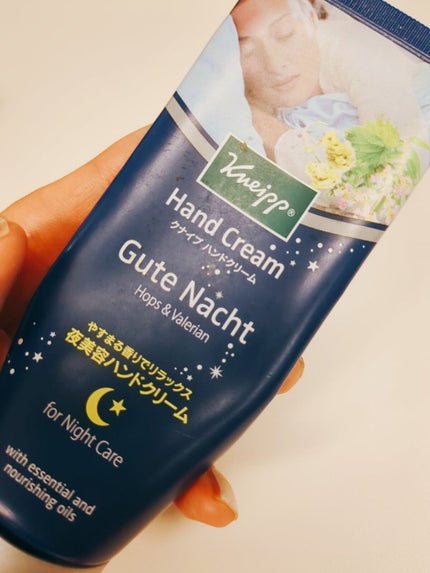 Kneipp®
Hand Cream
クナイプ ハンドクリーム
Gute Nacht
Hops & Valerian
やすまる香りでリラックス
夜美容ハンドクリーム
for Night Care
with essential and
nourishing oils